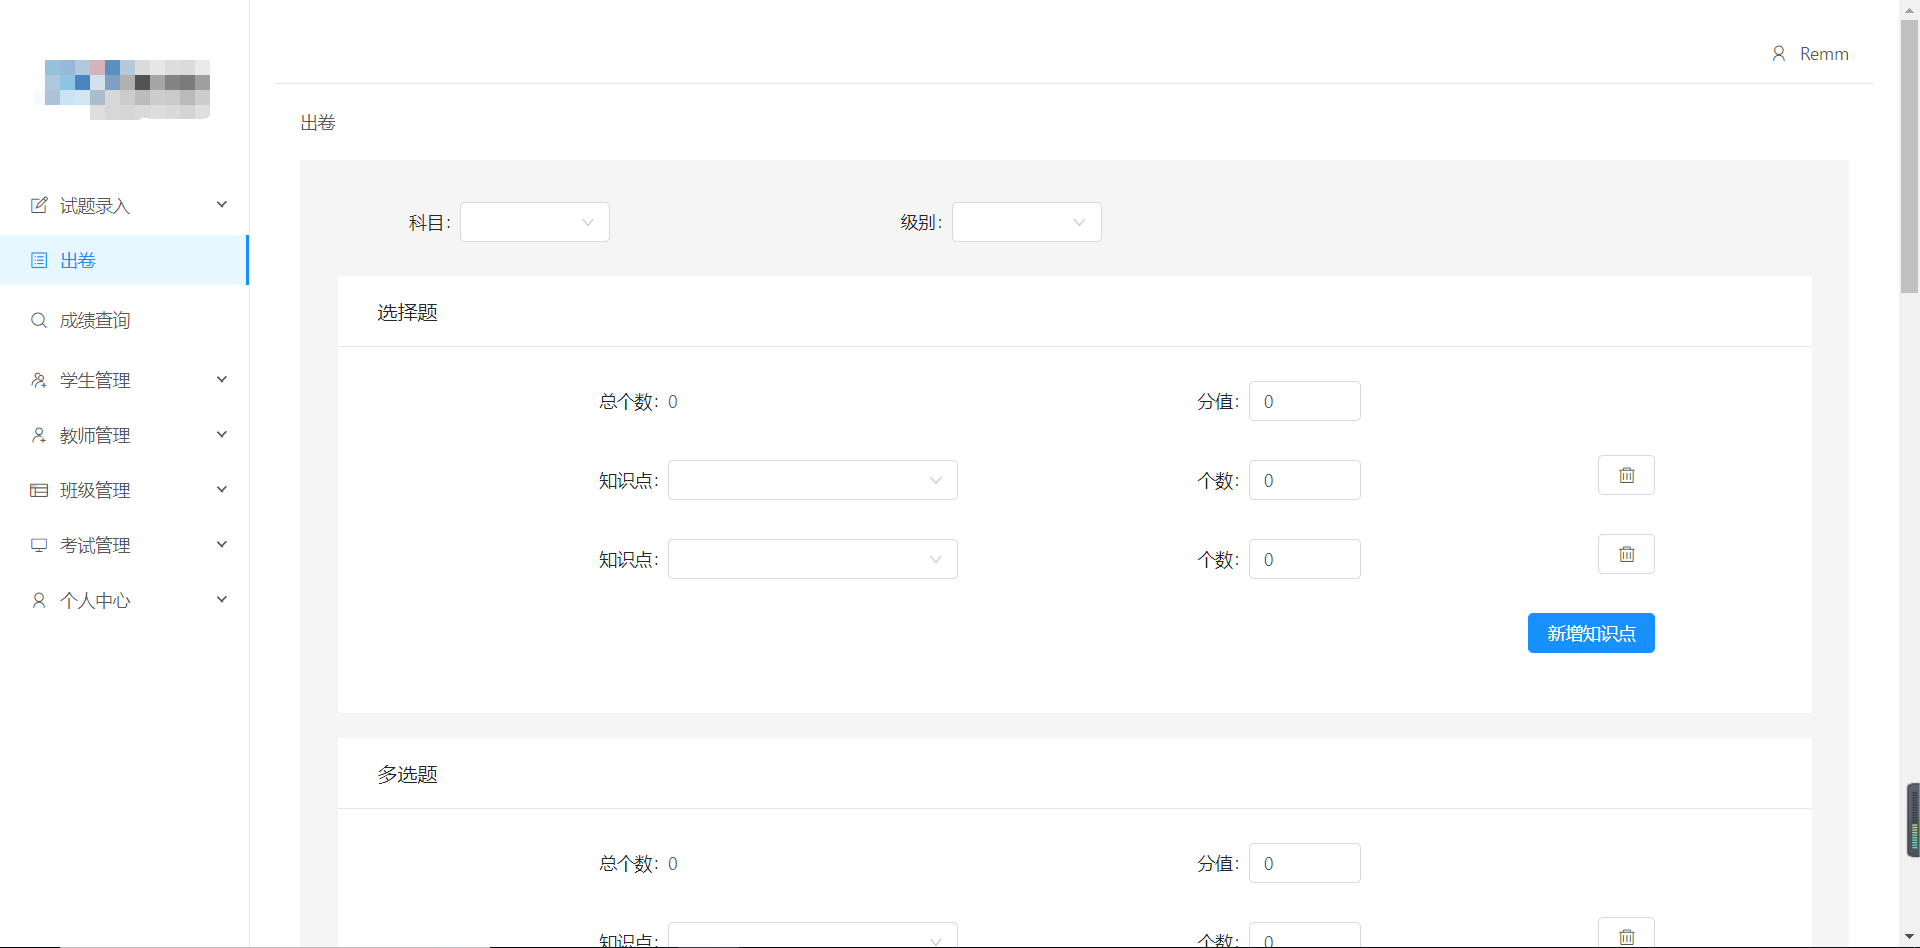 Remm
试题录入
出卷
成绩查询
学生管理
教师管理
班级管理
考试管理
个人中心
出卷
科目: 级别:
选择题
总个数: 0 分值: 0
知识点: 个数: 0
知识点: 个数: 0
新增知识点
多选题
总个数: 0 分值: 0
知识点: 个数: 0